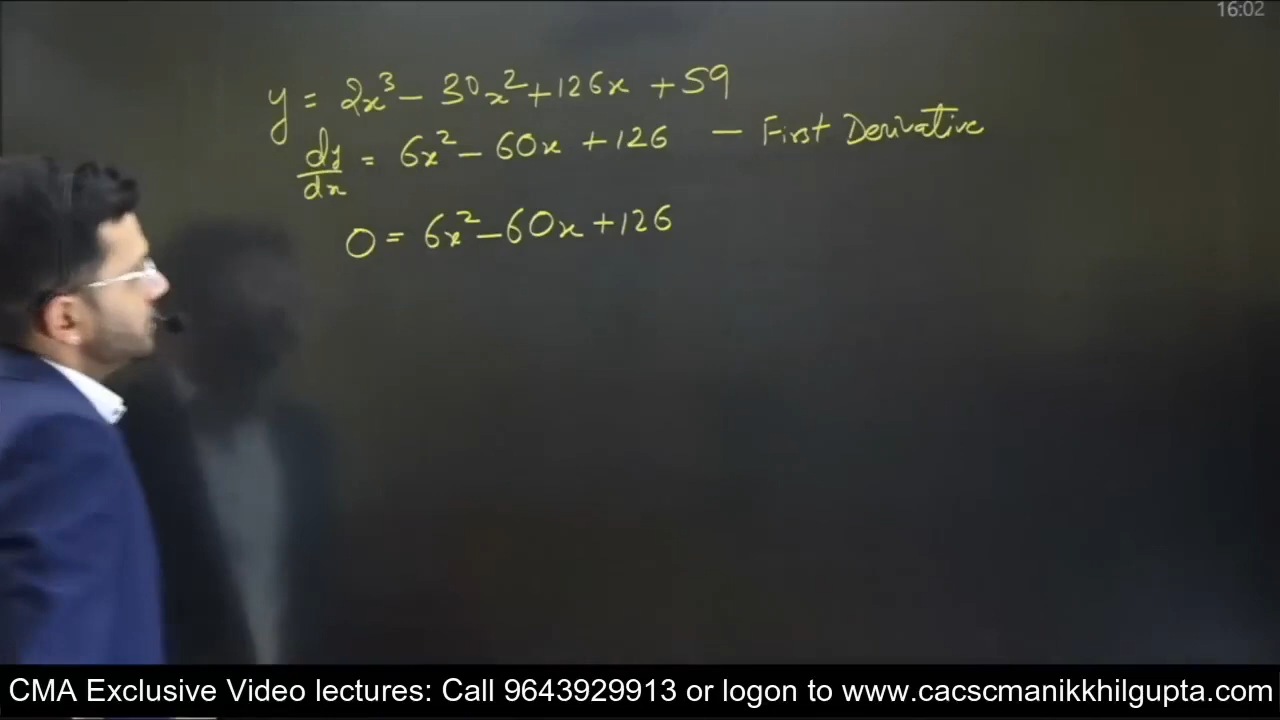 16:02
y = 2x³ - 30x² + 126x + 59
dy/dx = 6x² - 60x + 126 - First Derivative
0 = 6x² - 60x + 126
CMA Exclusive Video lectures: Call 9643929913 or logon to www.cacscmanikkhilgupta.com